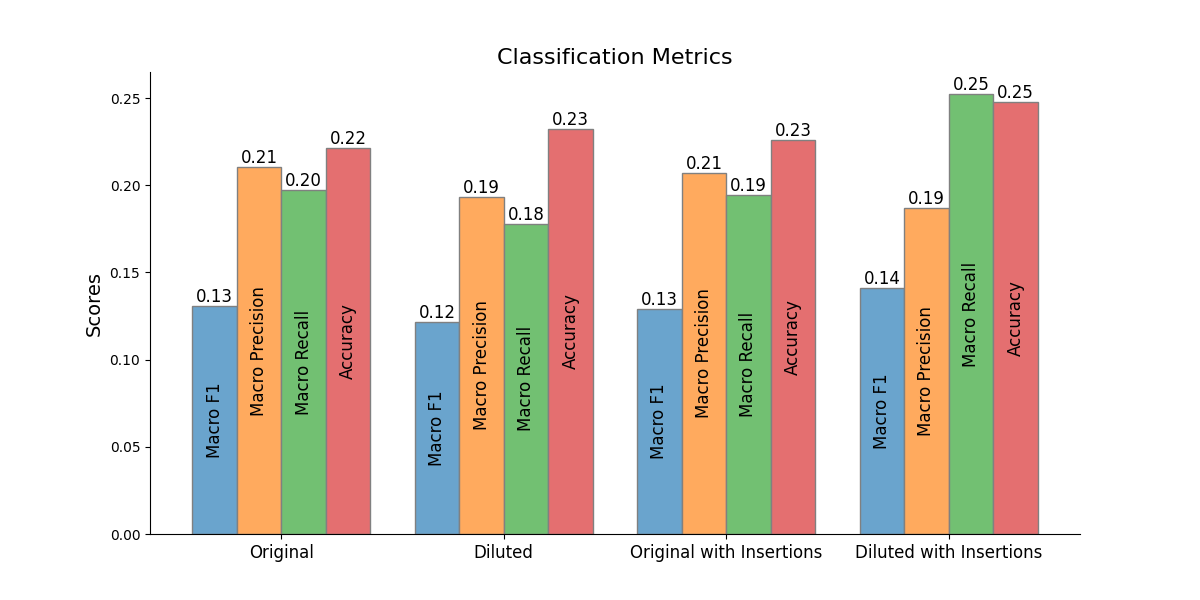 Classification Metrics
Scores
0.25
0.20
0.15
0.10
0.05
0.00
0.13
0.21
0.20
0.22
0.12
0.19
0.18
0.23
0.13
0.21
0.19
0.23
0.14
0.19
0.25
0.25
Macro F1
Macro Precision
Macro Recall
Accuracy
Macro F1
Macro Precision
Macro Recall
Accuracy
Macro F1
Macro Precision
Macro Recall
Accuracy
Macro F1
Macro Precision
Macro Recall
Accuracy
Original
Diluted
Original with Insertions
Diluted with Insertions